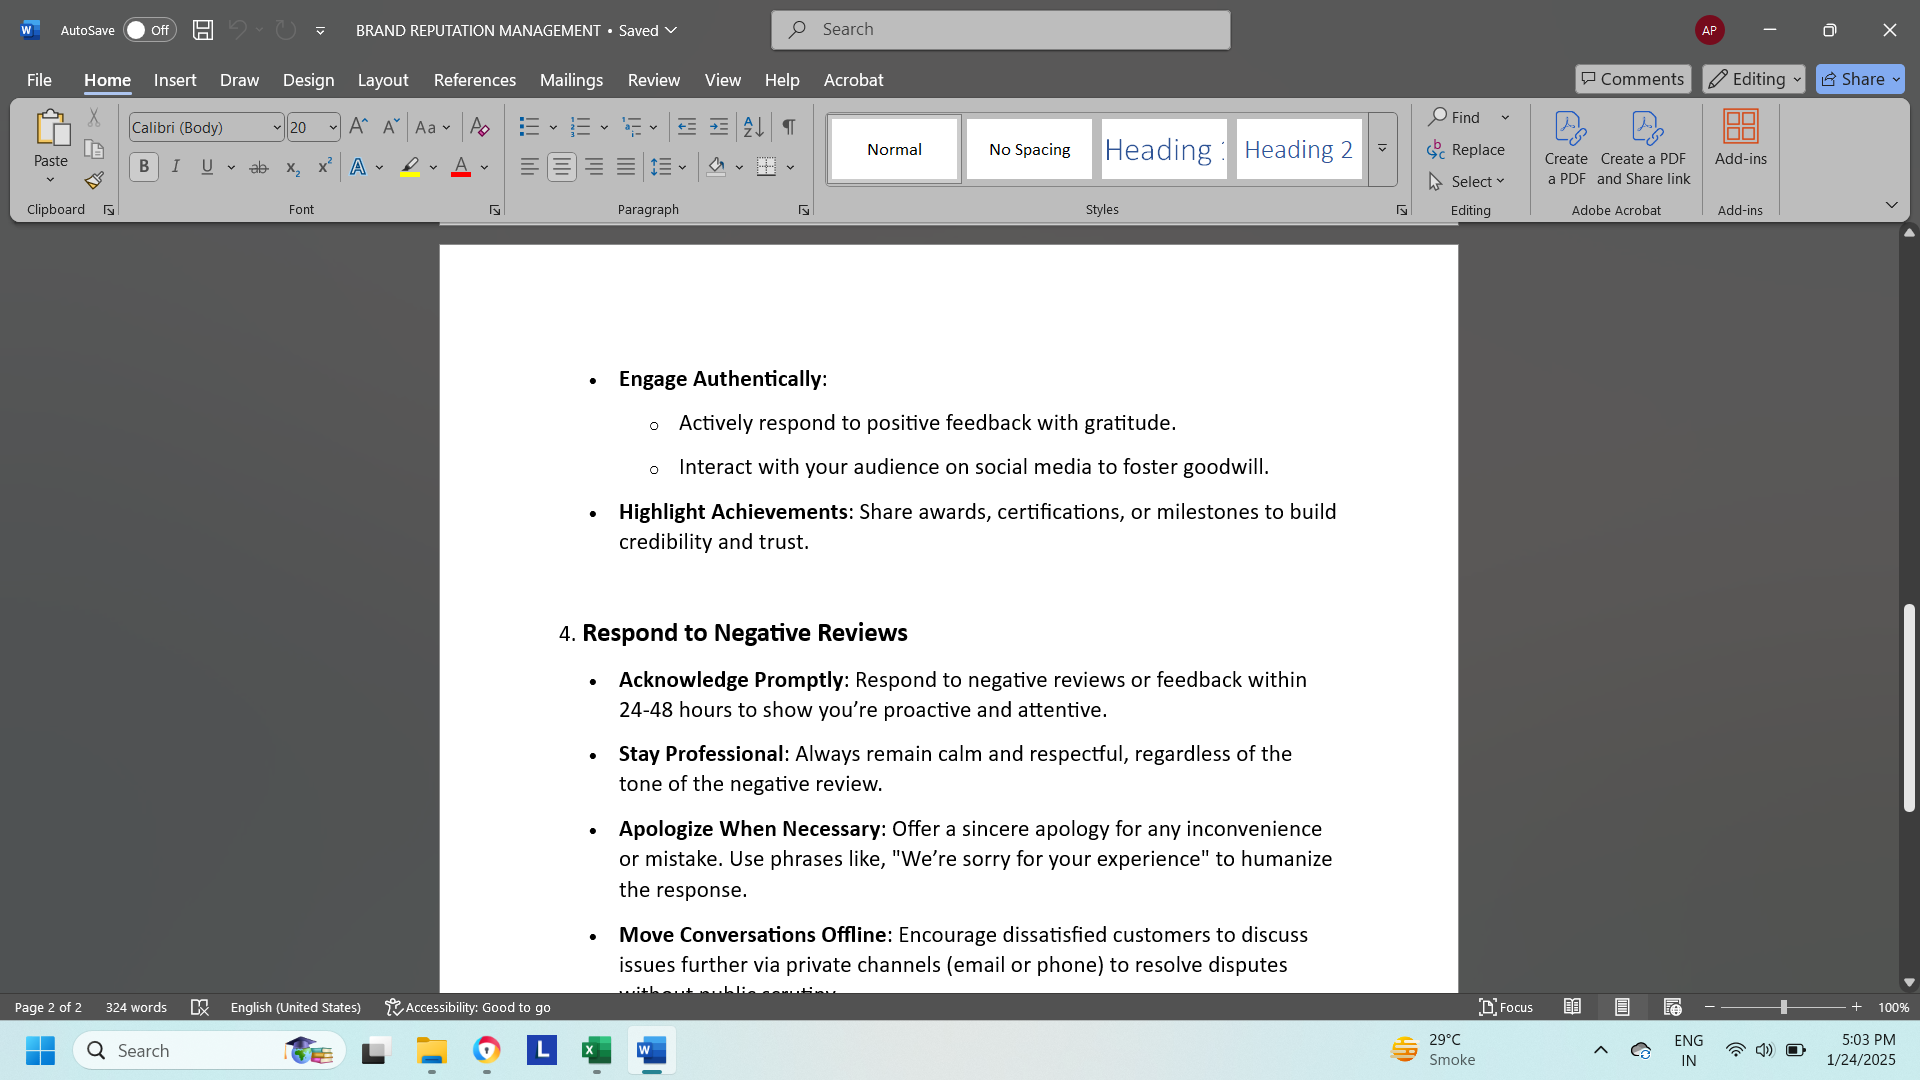 AutoSave Off BRAND REPUTATION MANAGEMENT • Saved Search AP
File Home Insert Draw Design Layout References Mailings Review View Help Acrobat Comments Editing Share
Paste
Clipboard
Calibri (Body) 20 Aa
B I U ab x₂ x² A A
Font
Paragraph
Normal No Spacing Heading 1 Heading 2
Styles
Find
Replace
Select
Editing
Create a PDF
Create a PDF and Share link
Adobe Acrobat
Add-ins
Add-ins
• Engage Authentically:
o Actively respond to positive feedback with gratitude.
o Interact with your audience on social media to foster goodwill.
• Highlight Achievements: Share awards, certifications, or milestones to build
credibility and trust.
4. Respond to Negative Reviews
• Acknowledge Promptly: Respond to negative reviews or feedback within
24-48 hours to show you’re proactive and attentive.
• Stay Professional: Always remain calm and respectful, regardless of the
tone of the negative review.
• Apologize When Necessary: Offer a sincere apology for any inconvenience
or mistake. Use phrases like, "We’re sorry for your experience" to humanize
the response.
• Move Conversations Offline: Encourage dissatisfied customers to discuss
issues further via private channels (email or phone) to resolve disputes
without public scrutiny
Page 2 of 2 324 words English (United States) Accessibility: Good to go Focus 100%
Search L 29°C ENG 5:03 PM
Smoke IN 1/24/2025